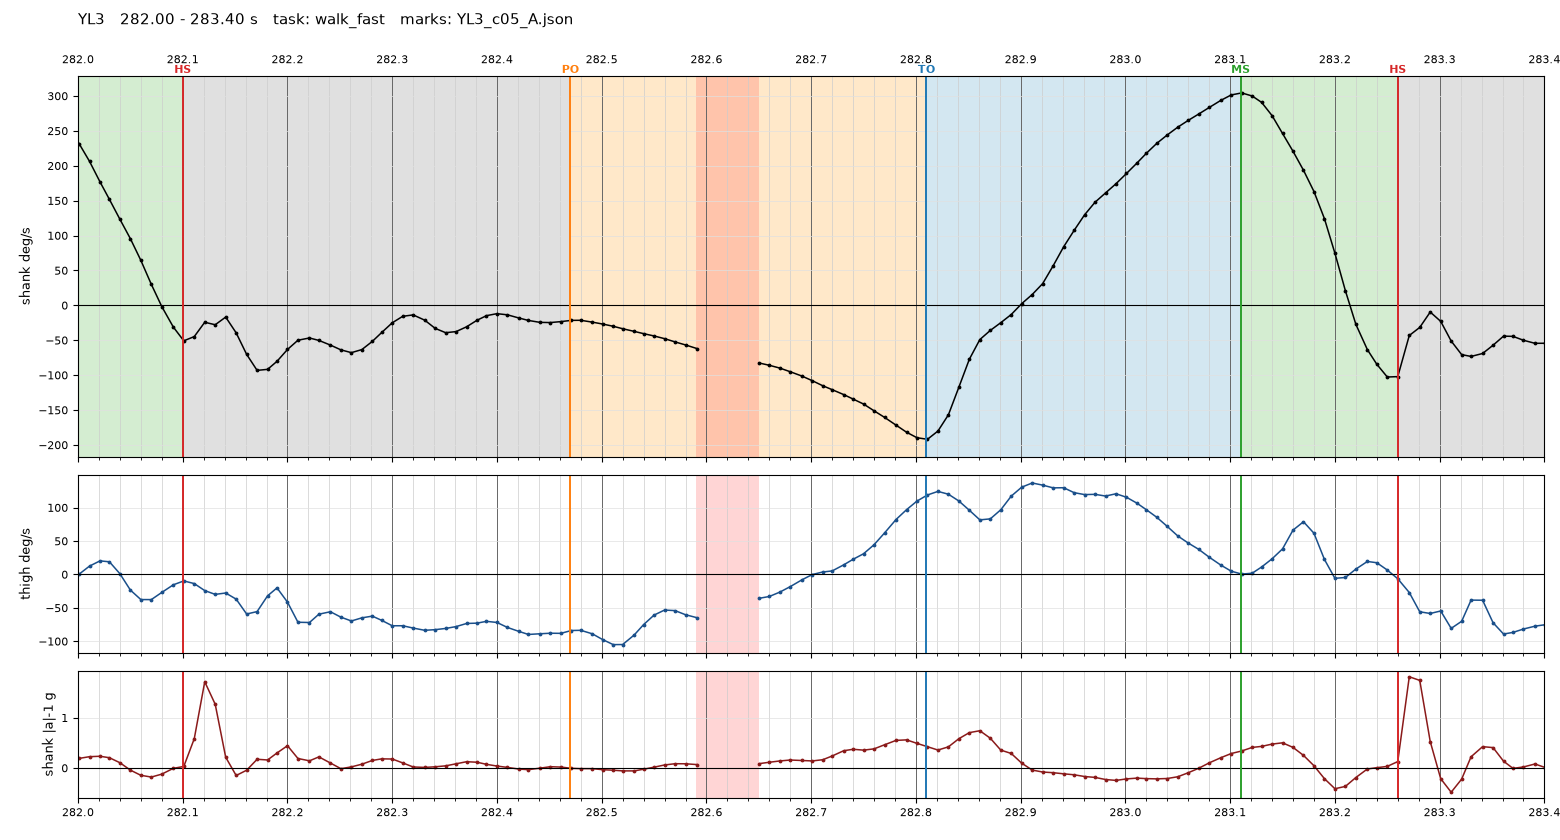 YL3   282.00 - 283.40 s   task: walk_fast   marks: YL3_c05_A.json
282.0 282.1 282.2 282.3 282.4 282.5 282.6 282.7 282.8 282.9 283.0 283.1 283.2 283.3 283.4
HS PO TO MS HS
shank deg/s
300
250
200
150
100
50
0
−50
−100
−150
−200
thigh deg/s
100
50
0
−50
−100
shank |a|-1 g
1
0
282.0 282.1 282.2 282.3 282.4 282.5 282.6 282.7 282.8 282.9 283.0 283.1 283.2 283.3 283.4